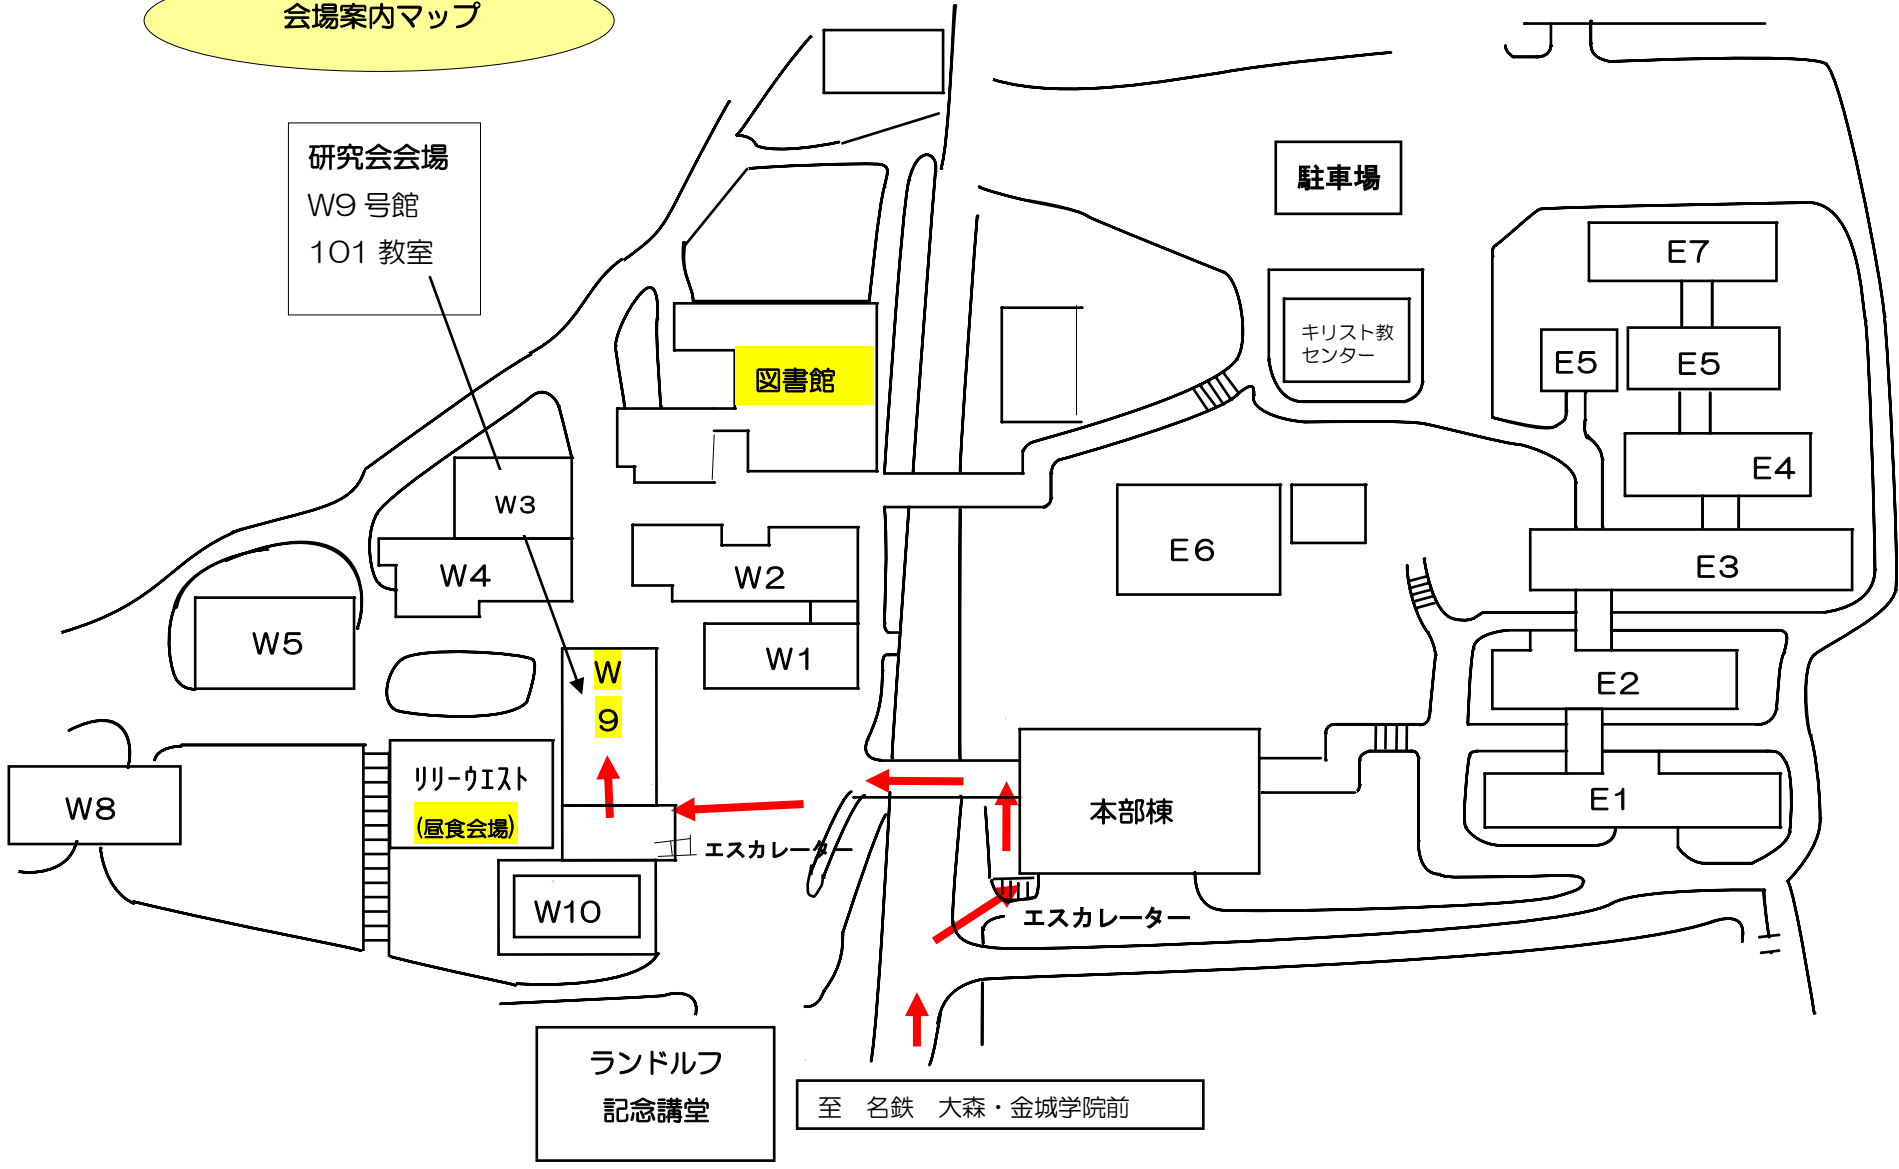 会場案内マップ
研究会会場
W9 号館
101 教室
駐車場
E7
キリスト教
センター
E5
E5
図書館
E4
W3
E6
E3
W4
W2
W5
W1
W
9
E2
リリーウエスト
(昼食会場)
W8
本部棟
E1
エスカレーター
W10
エスカレーター
ランドルフ
記念講堂
至　名鉄　大森・金城学院前